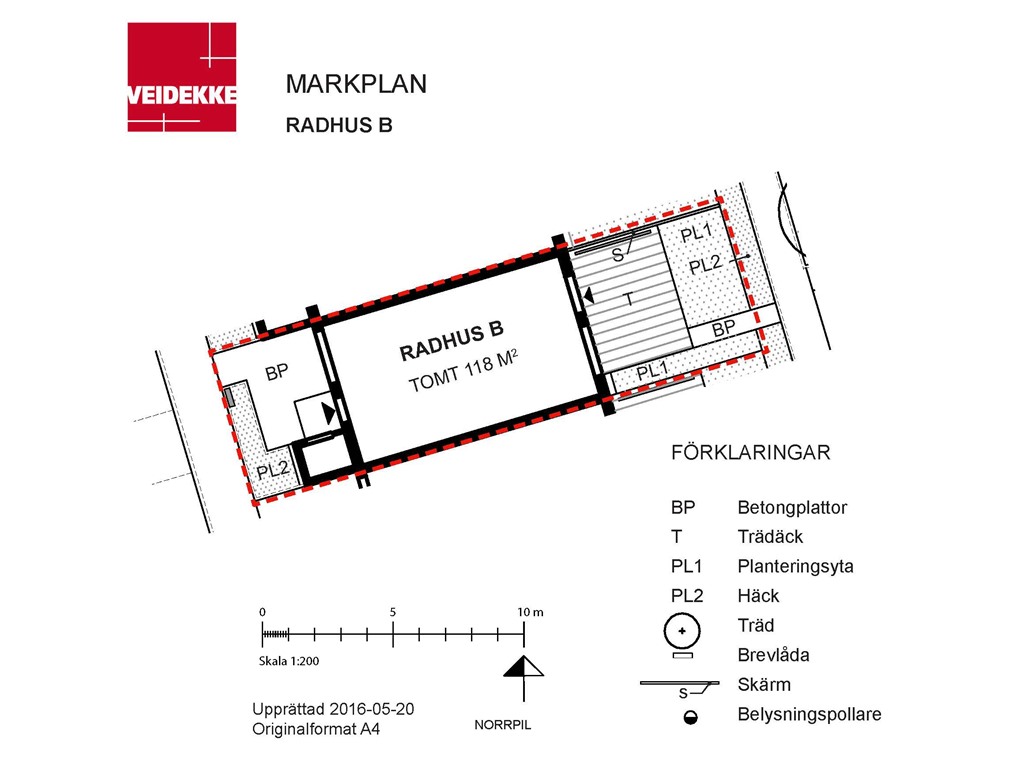 VEIDEKKE
MARKPLAN
RADHUS B
PL1
S
PL2
T
BP
RADHUS B
TOMT 118 M²
BP
PL1
PL2
FÖRKLARINGAR
BP Betongplattor
T Trädäck
PL1 Planteringsyta
PL2 Häck
Träd
Brevlåda
S Skärm
Belysningspollare
0 5 10 m
Skala 1:200
Upprättad 2016-05-20
Originalformat A4
NORRPIL